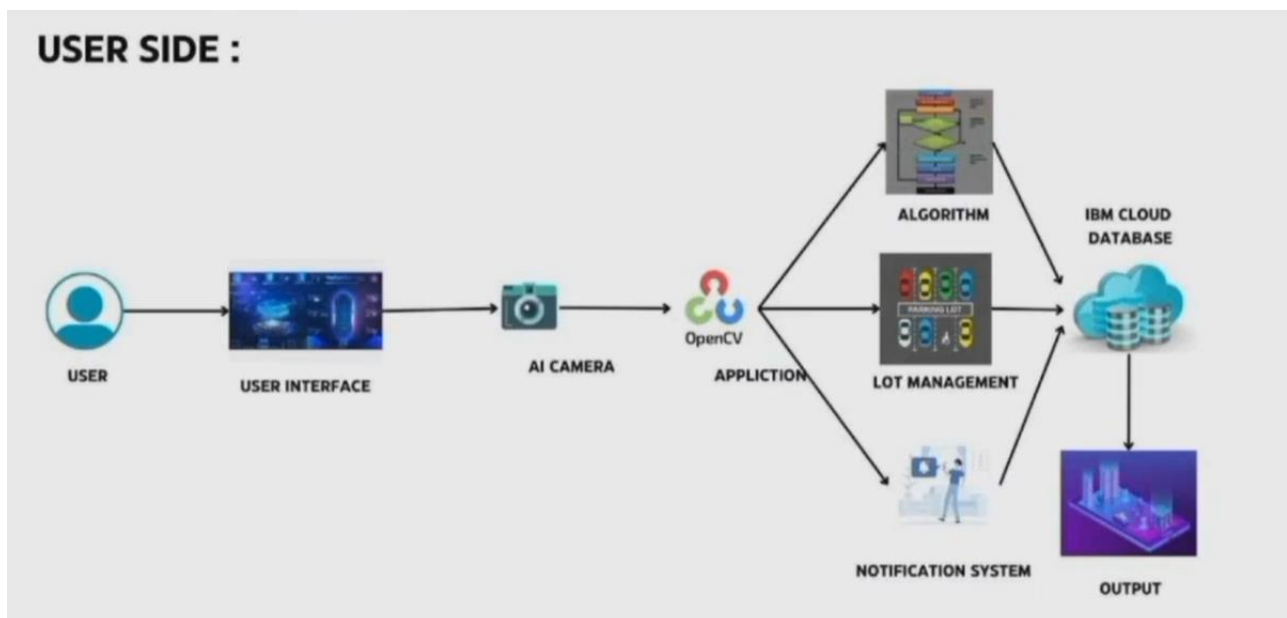 USER SIDE :
ALGORITHM
IBM CLOUD
DATABASE
PARKING LOT
OpenCV
USER
USER INTERFACE
AI CAMERA
APPLICTION
LOT MANAGEMENT
NOTIFICATION SYSTEM
OUTPUT